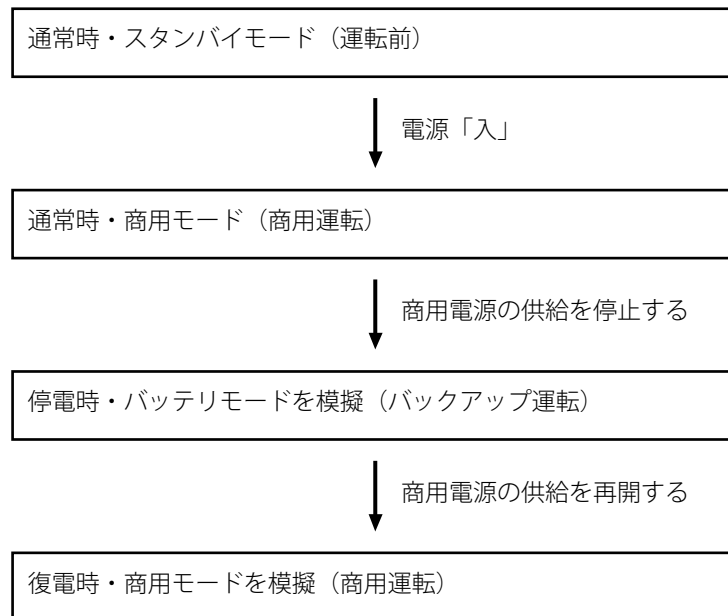 通常時・スタンバイモード（運転前）
電源「入」
通常時・商用モード（商用運転）
商用電源の供給を停止する
停電時・バッテリモードを模擬（バックアップ運転）
商用電源の供給を再開する
復電時・商用モードを模擬（商用運転）